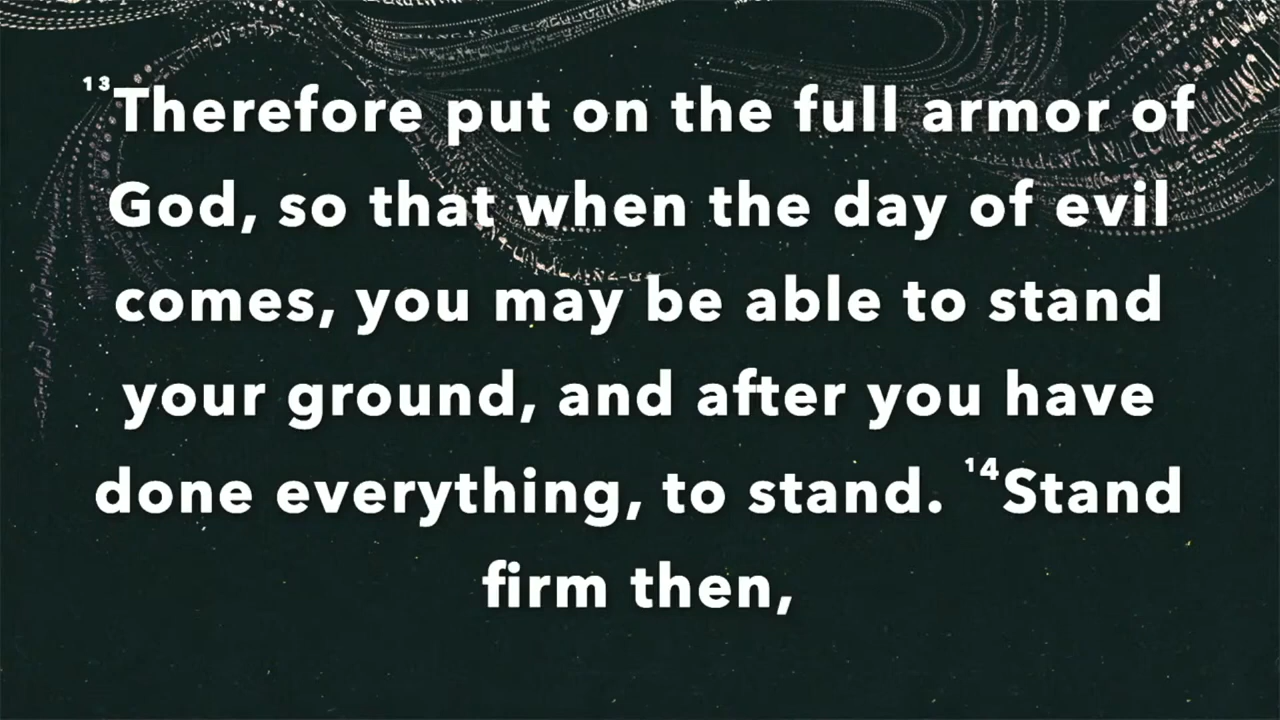 ¹³Therefore put on the full armor of
God, so that when the day of evil
comes, you may be able to stand
your ground, and after you have
done everything, to stand. ¹⁴Stand
firm then,